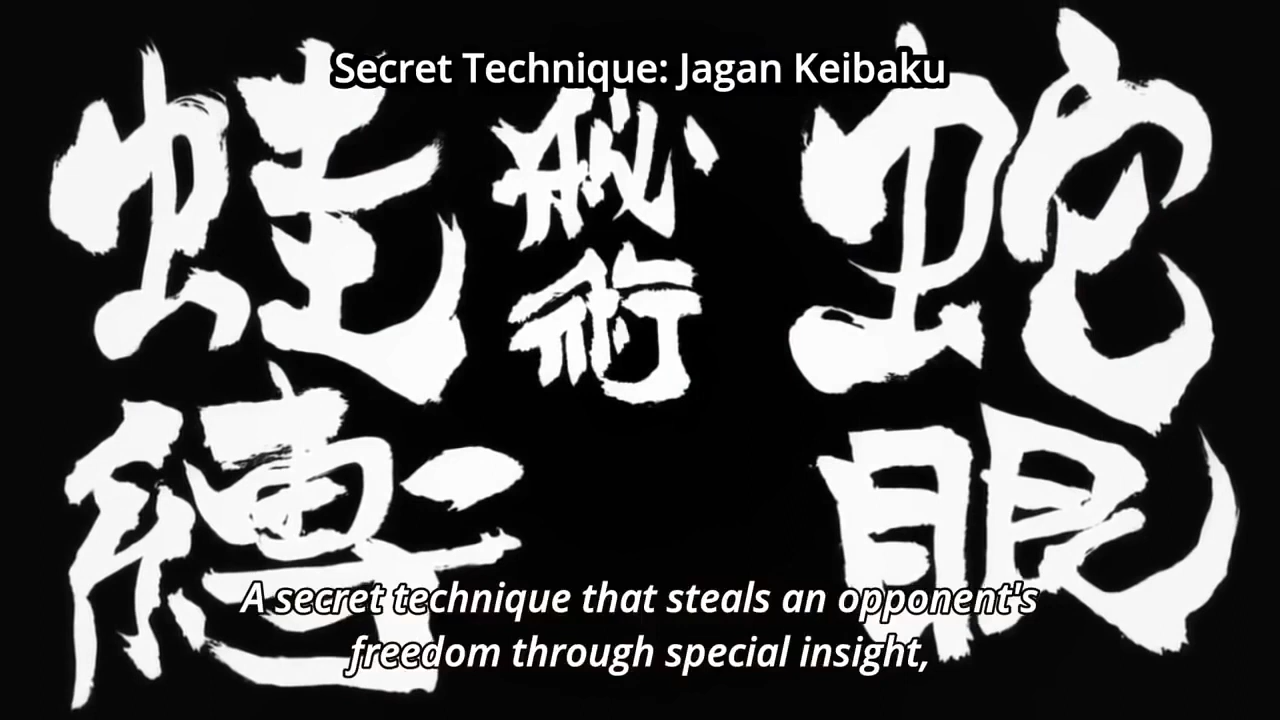 Secret Technique: Jagan Keibaku
蛇眼
秘術
蛙縛
A secret technique that steals an opponent's
freedom through special insight,